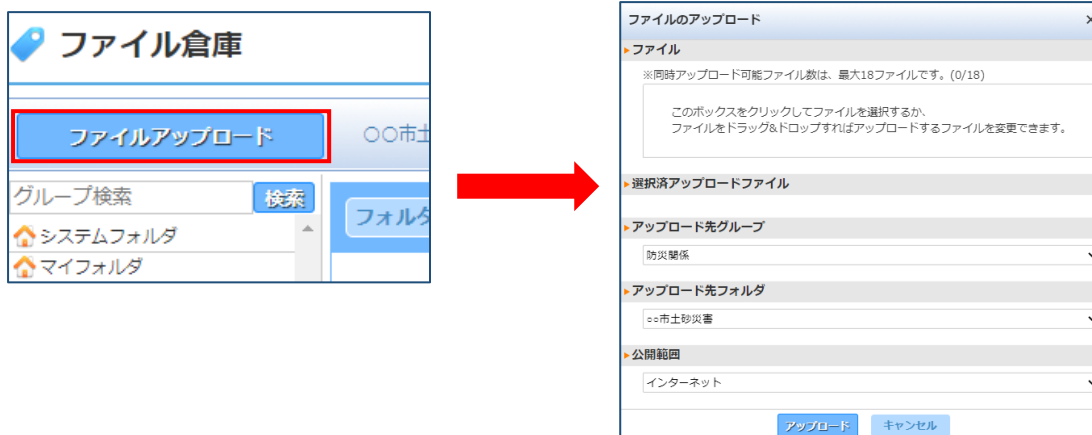 ファイル倉庫
ファイルアップロード
○○市土
グループ検索
検索
フォルダ
システムフォルダ
マイフォルダ
ファイルのアップロード
ファイル
※同時アップロード可能ファイル数は、最大18ファイルです。(0/18)
このボックスをクリックしてファイルを選択するか、
ファイルをドラッグ&ドロップすればアップロードするファイルを変更できます。
選択済アップロードファイル
アップロード先グループ
防災関係
アップロード先フォルダ
○○市土砂災害
公開範囲
インターネット
アップロード
キャンセル